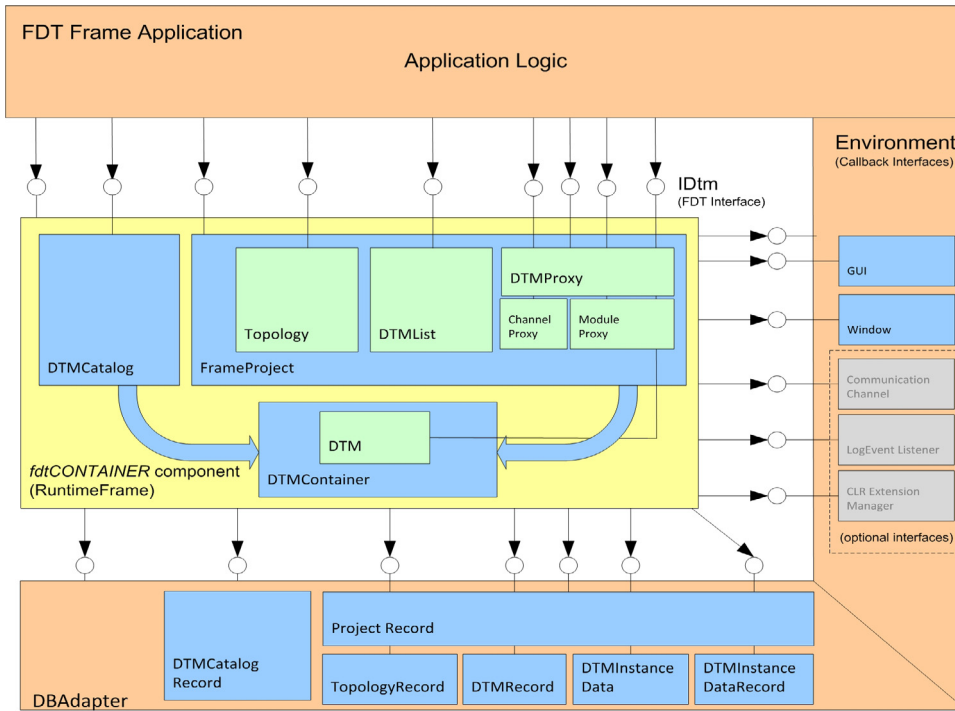 FDT Frame Application
Application Logic
Environment
(Callback Interfaces)
IDtm
(FDT Interface)
GUI
Window
Communication
Channel
LogEvent Listener
CLR Extension
Manager
(optional interfaces)
DTMCatalog
Topology
DTMList
DTMProxy
Channel
Proxy
Module
Proxy
FrameProject
DTM
DTMContainer
fdtCONTAINER component
(RuntimeFrame)
DTMCatalog
Record
Project Record
TopologyRecord
DTMRecord
DTMInstance
Data
DTMInstance
DataRecord
DBAdapter